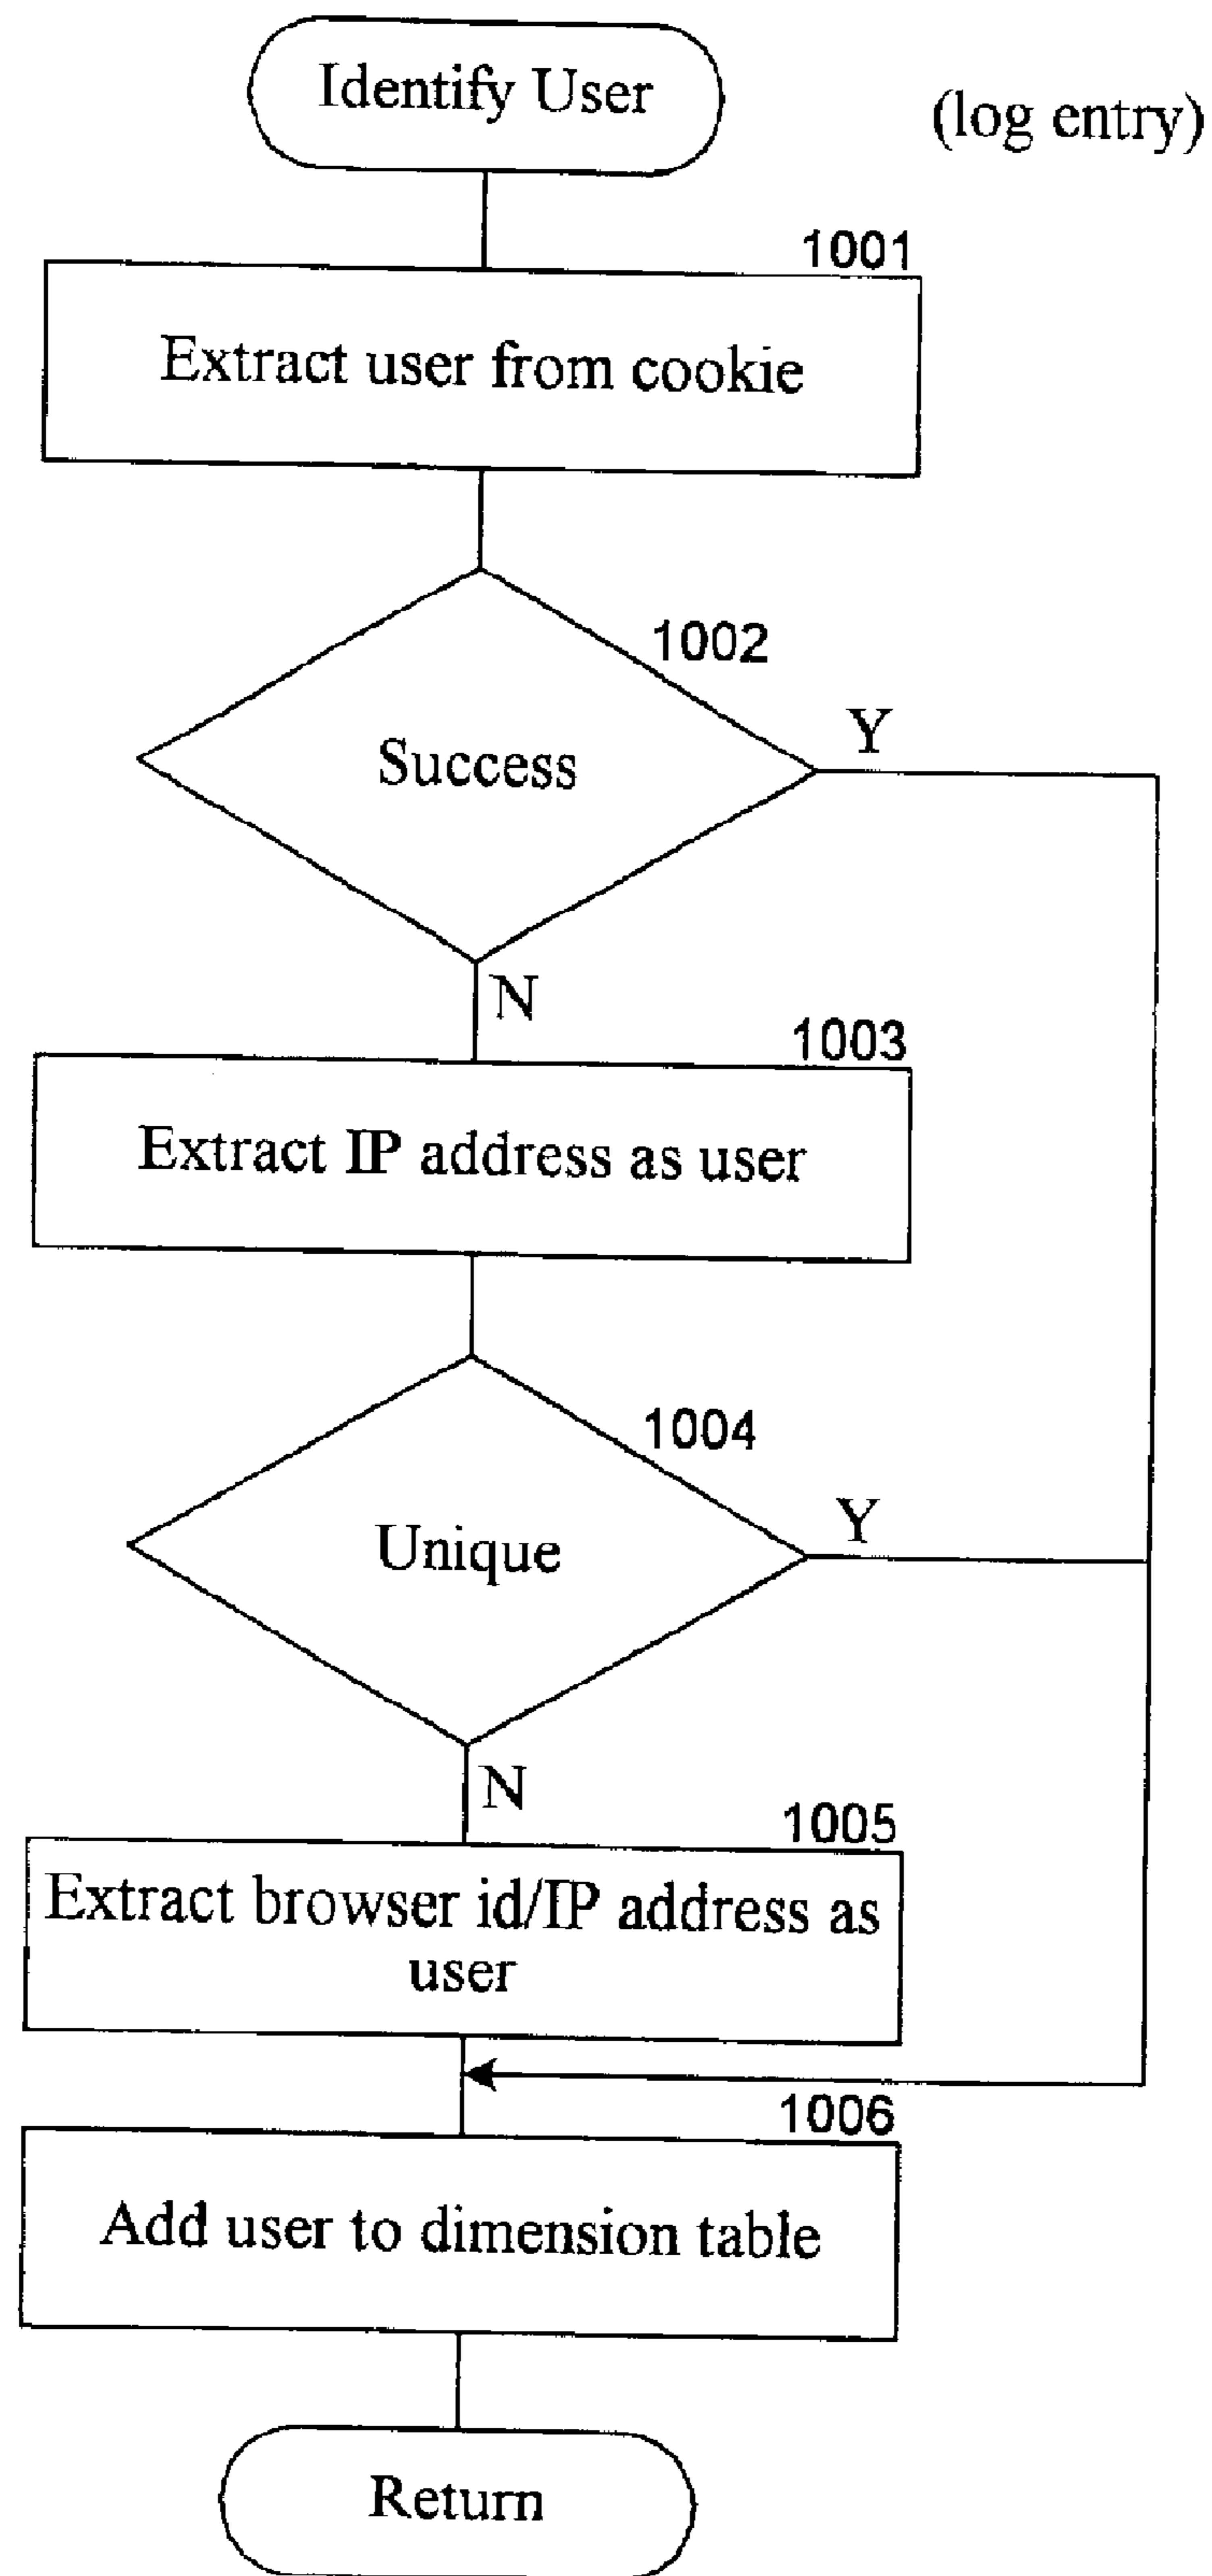 Identify User
(log entry)
1001
Extract user from cookie
1002
Success
Y
N
1003
Extract IP address as user
1004
Unique
Y
N
1005
Extract browser id/IP address as
user
1006
Add user to dimension table
Return